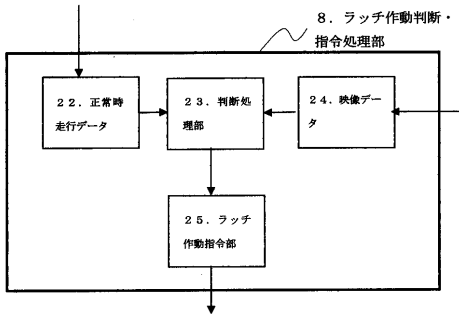 ８．ラッチ作動判断・
指令処理部
２２．正常時
走行データ
２３．判断処
理部
２４．映像デー
タ
２５．ラッチ
作動指令部